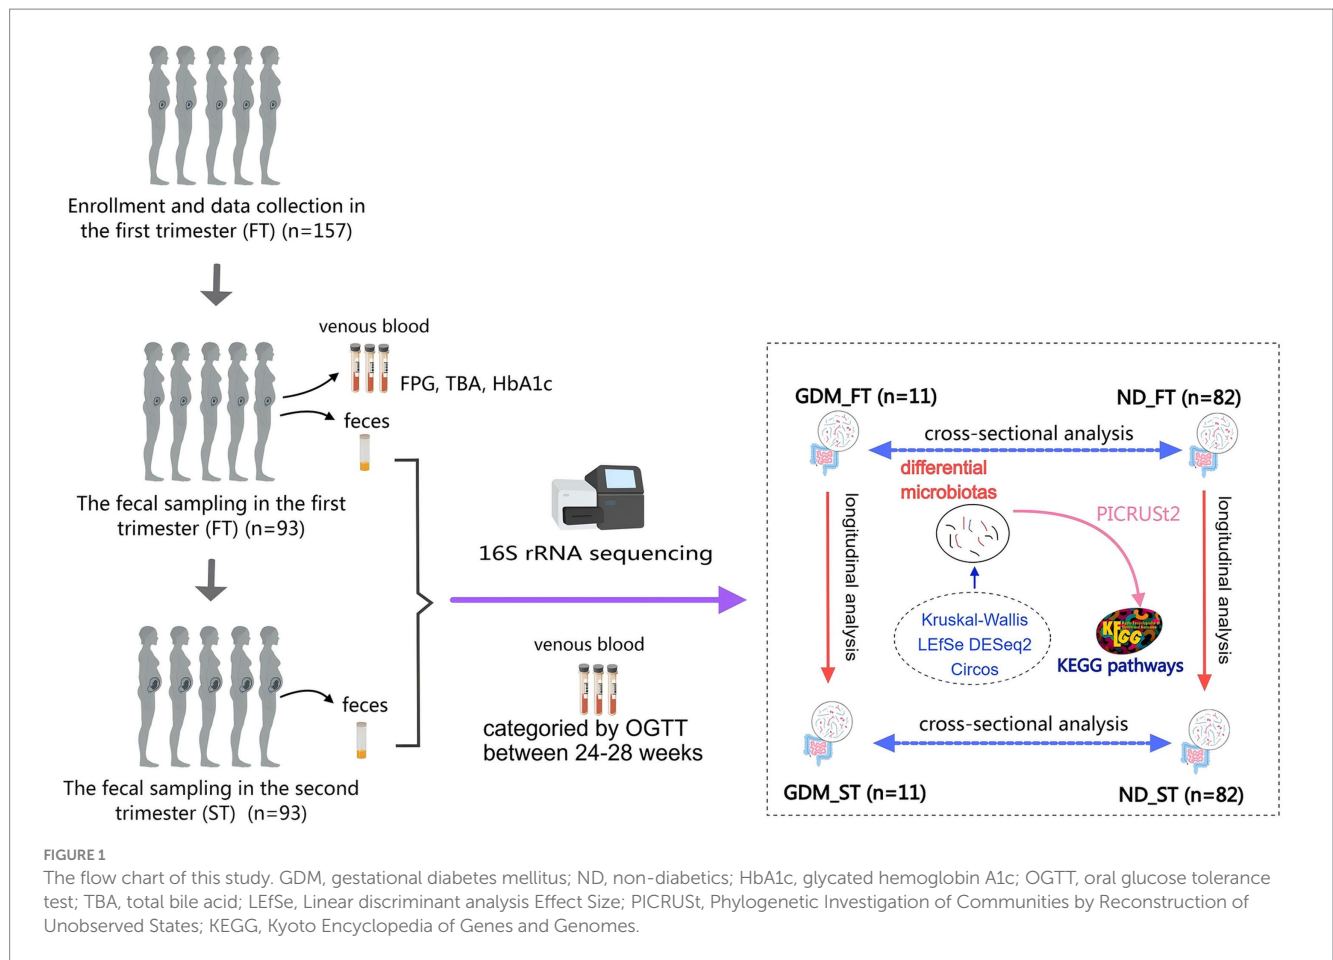 Enrollment and data collection in
the first trimester (FT) (n=157)
venous blood
FPG, TBA, HbA1c
feces
The fecal sampling in the first
trimester (FT) (n=93)
feces
The fecal sampling in the second
trimester (ST) (n=93)
16S rRNA sequencing
venous blood
categoried by OGTT
between 24-28 weeks
GDM_FT (n=11)
ND_FT (n=82)
cross-sectional analysis
differential
microbiotas
PICRUSt2
longitudinal analysis
longitudinal analysis
Kruskal-Wallis
LEfSe DESeq2
Circos
KEGG
KEGG pathways
cross-sectional analysis
GDM_ST (n=11)
ND_ST (n=82)
FIGURE 1
The flow chart of this study. GDM, gestational diabetes mellitus; ND, non-diabetics; HbA1c, glycated hemoglobin A1c; OGTT, oral glucose tolerance
test; TBA, total bile acid; LEfSe, Linear discriminant analysis Effect Size; PICRUSt, Phylogenetic Investigation of Communities by Reconstruction of
Unobserved States; KEGG, Kyoto Encyclopedia of Genes and Genomes.